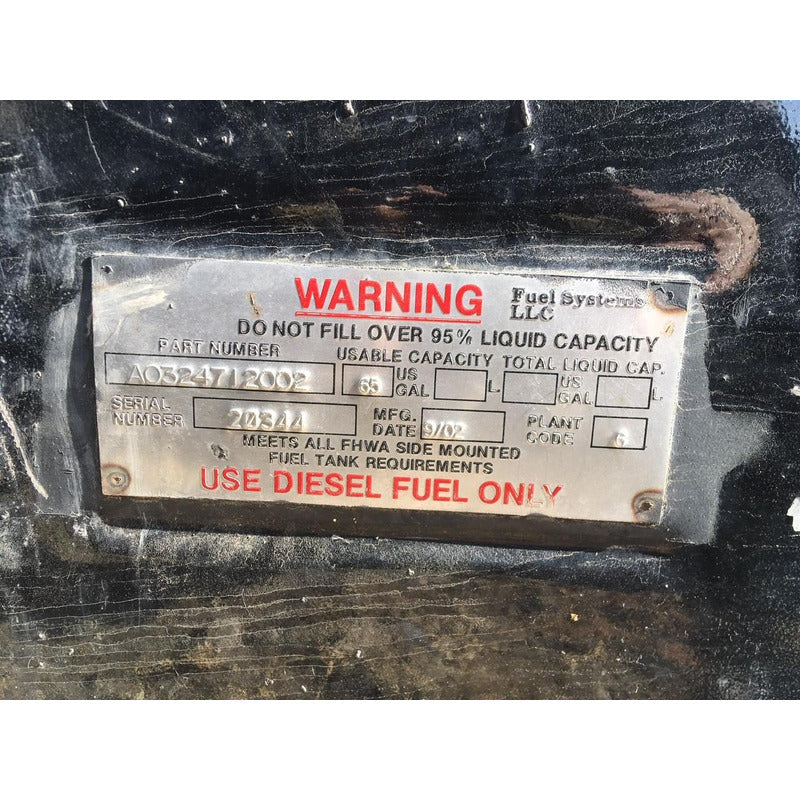 WARNING Fuel Systems
LLC
DO NOT FILL OVER 95% LIQUID CAPACITY
PART NUMBER USABLE CAPACITY TOTAL LIQUID CAP.
A0324712002 65 US GAL L. US GAL L.
SERIAL NUMBER 20344 MFG. DATE 9/02 PLANT CODE 6
MEETS ALL FHWA SIDE MOUNTED
FUEL TANK REQUIREMENTS
USE DIESEL FUEL ONLY